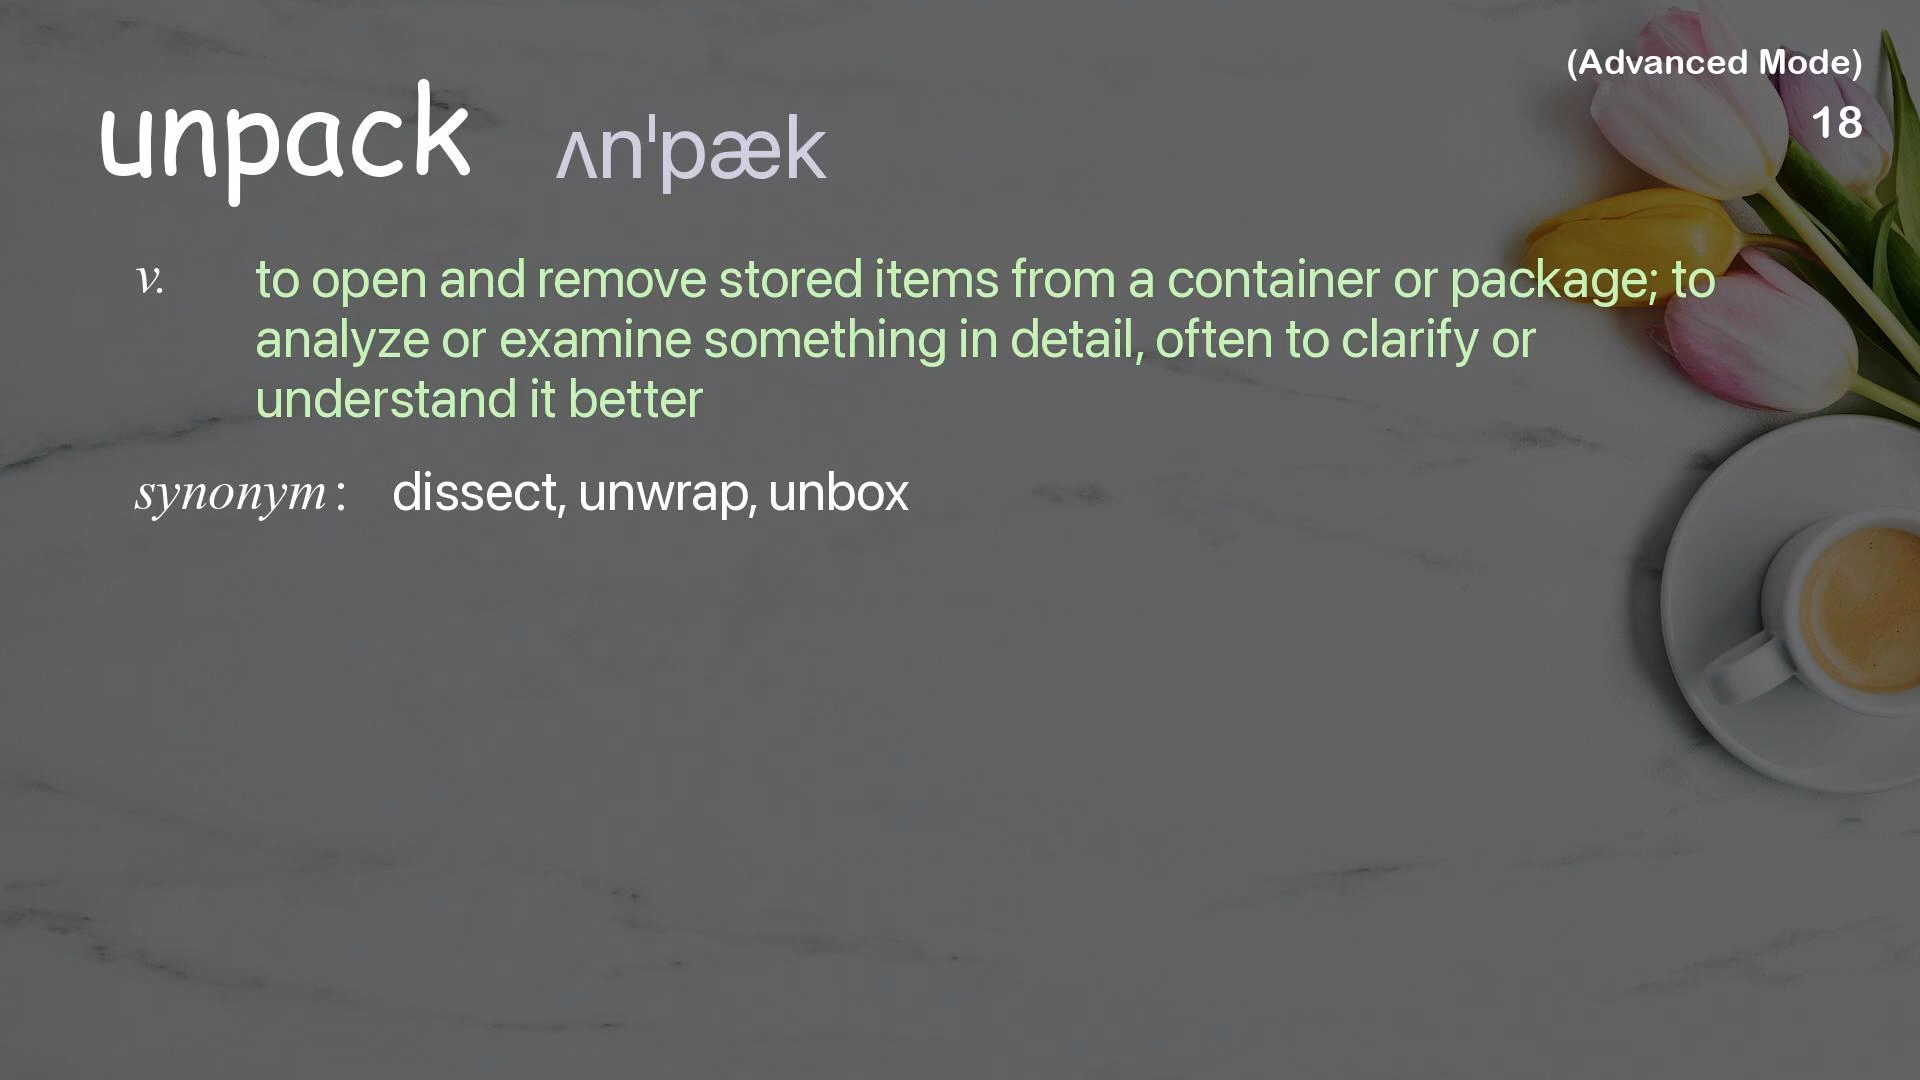 (Advanced Mode)
18
unpack ʌnˈpæk
v. to open and remove stored items from a container or package; to
analyze or examine something in detail, often to clarify or
understand it better
synonym : dissect, unwrap, unbox